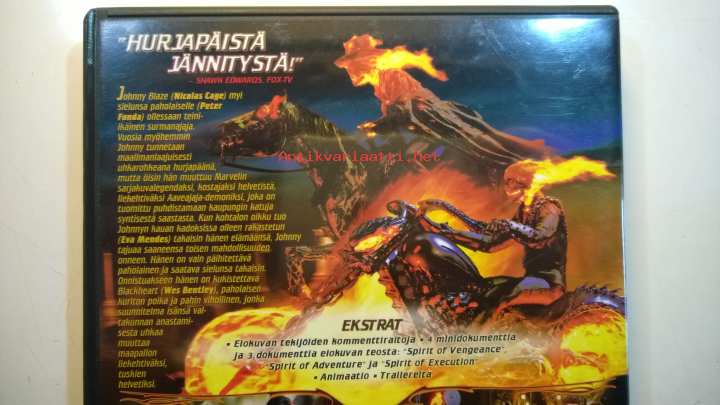 "HURJAPÄISTÄ
JÄNNITYSTÄ!"
- SHAWN EDWARDS, FOX-TV
Johnny Blaze (Nicolas Cage) myi
sielunsa paholaiselle (Peter
Fonda) ollessaan teini-
ikäinen surmanajaja.
Vuosia myöhemmin
Johnny tunnetaan
maailmanlaajuisesti
uhkarohkeana hurjapäänä,
mutta öisin hän muuttuu Marvelin
sarjakuvalegendaksi, kostajaksi helvetistä,
liekehtiväksi Aaveajaja-demoniksi, joka on
tuomittu puhdistamaan kaupungin katuja
syntisestä saastasta. Kun kohtalon oikku tuo
Johnyn kauan kadoksissa olleen rakastetun
(Eva Mendes) takaisin hänen elämäänsä, Johnny
tajuaa saaneensa toisen mahdollisuuden
onneen. Hänen on vain päihitettävä
paholainen ja saatava sielunsa takaisin.
Onnistuakseen hänen on kukistettava
Blackheart (Wes Bentley), paholaisen
kuriton poika ja pahin vihollinen, jonka
suunnitelma isänsä val-
takunnan anastami-
sesta uhkaa
muuttaa
maapallon
liekehtiväksi,
tuskien
helvetiksi.
Antikvariaatti.Net
EKSTRAT
• Elokuvan tekijöiden kommenttiraitoja • 4 minidokumenttia
ja 3 dokumenttia elokuvan teosta: "Spirit of Vengeance",
"Spirit of Adventure" ja "Spirit of Execution"
• Animaatio • Trailereita